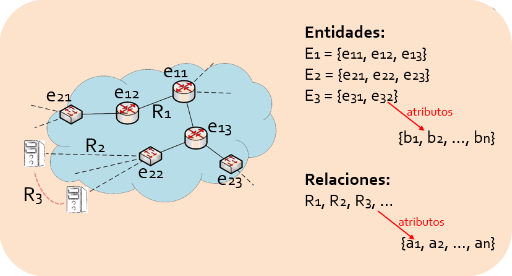 e11
e12
e21
R1
e13
R2
e22
e23
R3
Entidades:
E1 = {e11, e12, e13}
E2 = {e21, e22, e23}
E3 = {e31, e32}
atributos
{b1, b2, ..., bn}
Relaciones:
R1, R2, R3, ...
atributos
{a1, a2, ..., an}